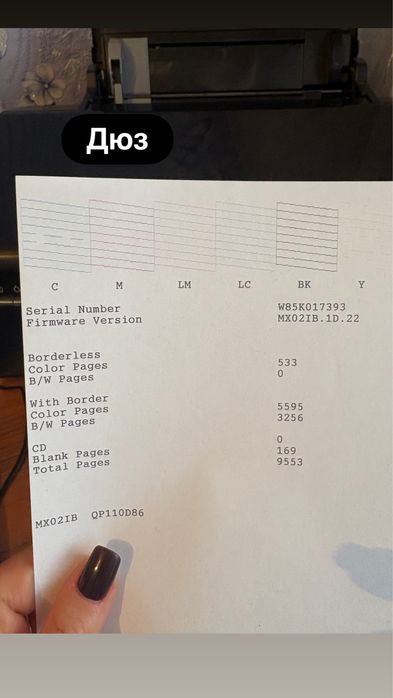 Дюз
C M LM LC BK Y
Serial Number W85K017393
Firmware Version MX02IB.1D.22
Borderless
Color Pages 533
B/W Pages 0
With Border
Color Pages 5595
B/W Pages 3256
CD 0
Blank Pages 169
Total Pages 9553
MX02IB QP110D86